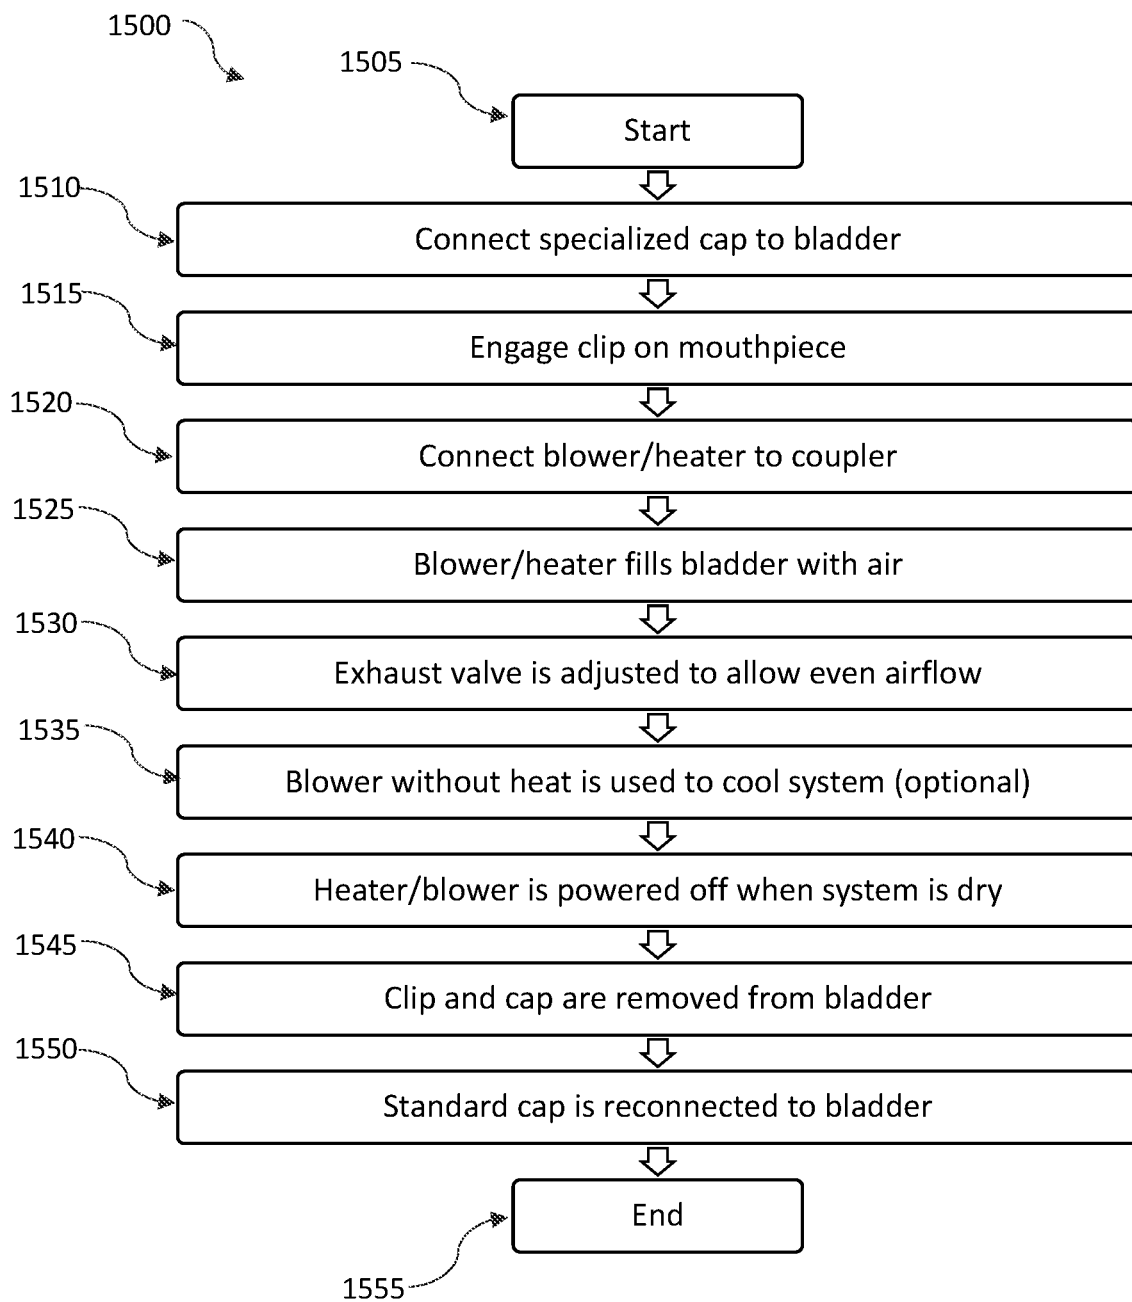 1500
1505
Start
1510
Connect specialized cap to bladder
1515
Engage clip on mouthpiece
1520
Connect blower/heater to coupler
1525
Blower/heater fills bladder with air
1530
Exhaust valve is adjusted to allow even airflow
1535
Blower without heat is used to cool system (optional)
1540
Heater/blower is powered off when system is dry
1545
Clip and cap are removed from bladder
1550
Standard cap is reconnected to bladder
End
1555